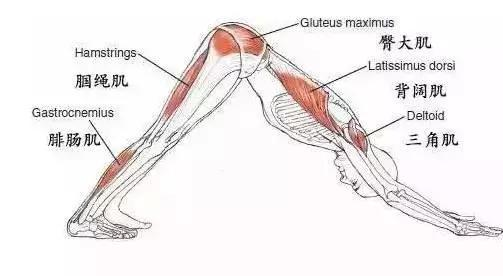 Gluteus maximus
臀大肌
Hamstrings
腘绳肌
Latissimus dorsi
背阔肌
Gastrocnemius
腓肠肌
Deltoid
三角肌